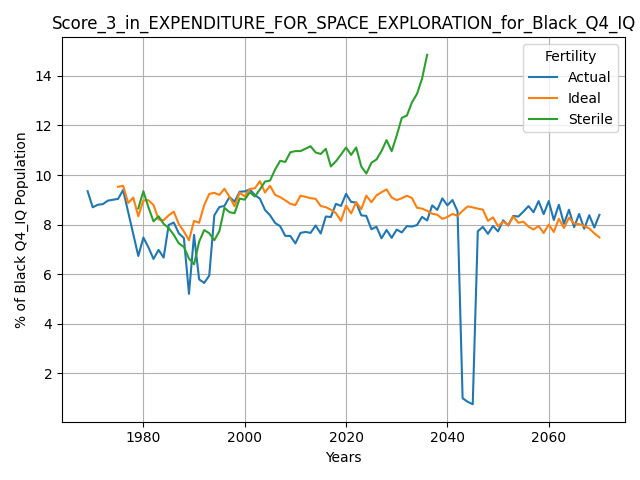 Score_3_in_EXPENDITURE_FOR_SPACE_EXPLORATION_for_Black_Q4_IQ
Fertility
Actual
Ideal
Sterile
% of Black Q4_IQ Population
14
12
10
8
6
4
2
1980 2000 2020 2040 2060
Years